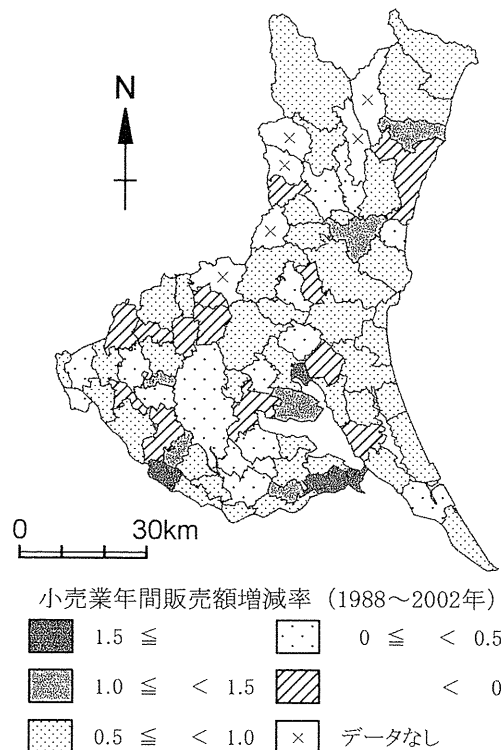 N
0 30km
小売業年間販売額増減率 (1988～2002年)
1.5 ≦
0 ≦ < 0.5
1.0 ≦ < 1.5
< 0
0.5 ≦ < 1.0
× データなし